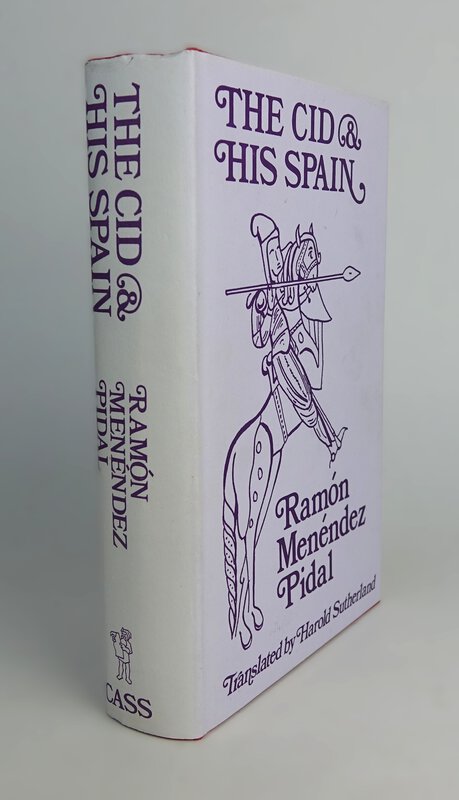 THE CID &
HIS SPAIN
RAMÓN
MENÉNDEZ
PIDAL
CASS
THE CID &
HIS SPAIN
Ramón
Menéndez
Pidal
Translated by Harold Sutherland